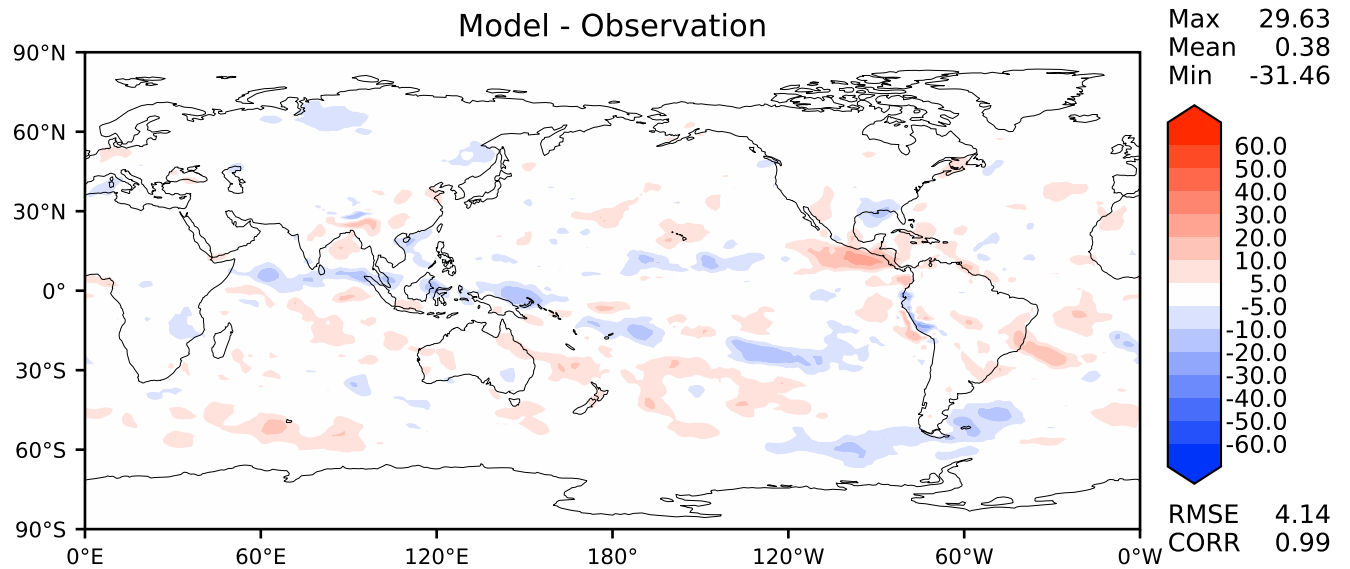 Model - Observation
Max 29.63
Mean 0.38
Min -31.46
90°N
60°N
30°N
0°
30°S
60°S
90°S
0°E 60°E 120°E 180° 120°W 60°W 0°W
60.0
50.0
40.0
30.0
20.0
10.0
5.0
-5.0
-10.0
-20.0
-30.0
-40.0
-50.0
-60.0
RMSE 4.14
CORR 0.99